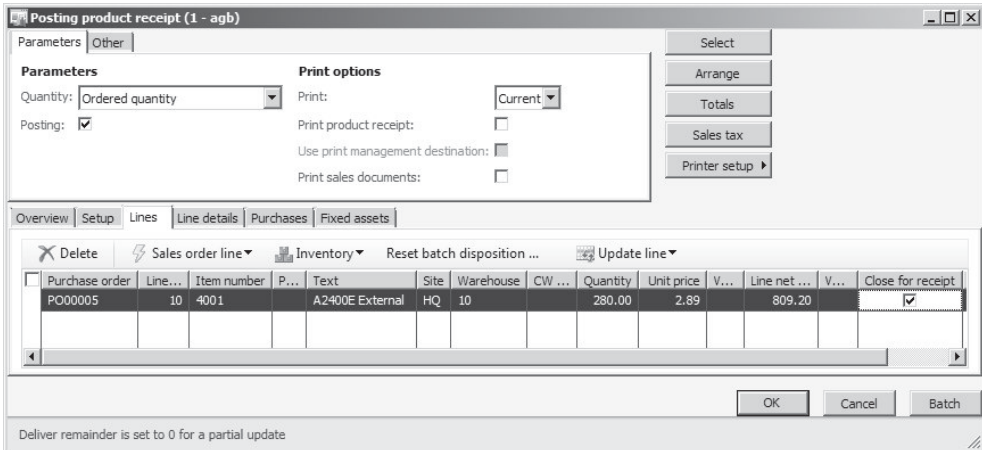 Posting product receipt (1 - agb)
Parameters Other
Parameters
Quantity: Ordered quantity
Posting:
Print options
Print: Current
Print product receipt:
Use print management destination:
Print sales documents:
Select
Arrange
Totals
Sales tax
Printer setup
Overview Setup Lines Line details Purchases Fixed assets
Delete Sales order line Inventory Reset batch disposition ... Update line
Purchase order Line... Item number P... Text Site Warehouse CW ... Quantity Unit price V... Line net ... V... Close for receipt
PO00005 10 4001 A2400E External HQ 10 280.00 2.89 809.20
OK Cancel Batch
Deliver remainder is set to 0 for a partial update